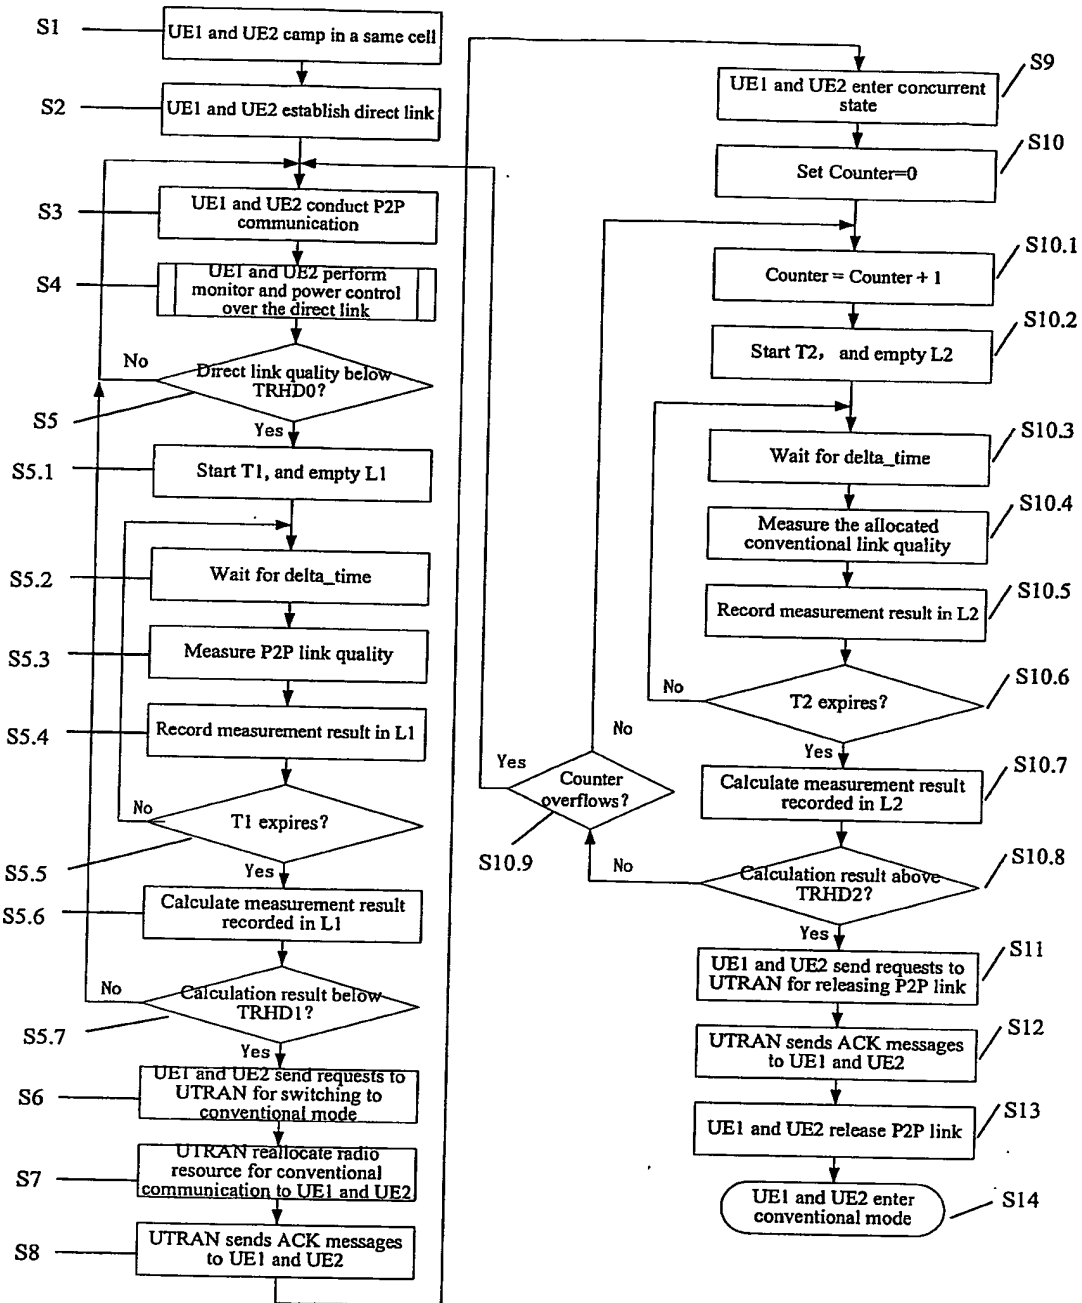 S1
UE1 and UE2 camp in a same cell
S2
UE1 and UE2 establish direct link
S3
UE1 and UE2 conduct P2P
communication
S4
UE1 and UE2 perform
monitor and power control
over the direct link
No
Direct link quality below
TRHD0?
S5
Yes
S5.1
Start T1, and empty L1
S5.2
Wait for delta_time
S5.3
Measure P2P link quality
S5.4
Record measurement result in L1
No
T1 expires?
S5.5
Yes
S5.6
Calculate measurement result
recorded in L1
No
Calculation result below
TRHD1?
S5.7
Yes
S6
UE1 and UE2 send requests to
UTRAN for switching to
conventional mode
S7
UTRAN reallocate radio
resource for conventional
communication to UE1 and UE2
S8
UTRAN sends ACK messages
to UE1 and UE2
S9
UE1 and UE2 enter concurrent
state
S10
Set Counter=0
S10.1
Counter = Counter + 1
S10.2
Start T2, and empty L2
S10.3
Wait for delta_time
S10.4
Measure the allocated
conventional link quality
S10.5
Record measurement result in L2
S10.6
No
T2 expires?
Yes
S10.7
Calculate measurement result
recorded in L2
S10.8
Calculation result above
TRHD2?
No
Yes
No
Yes
Counter
overflows?
S10.9
S11
UE1 and UE2 send requests to
UTRAN for releasing P2P link
S12
UTRAN sends ACK messages
to UE1 and UE2
S13
UE1 and UE2 release P2P link
S14
UE1 and UE2 enter
conventional mode